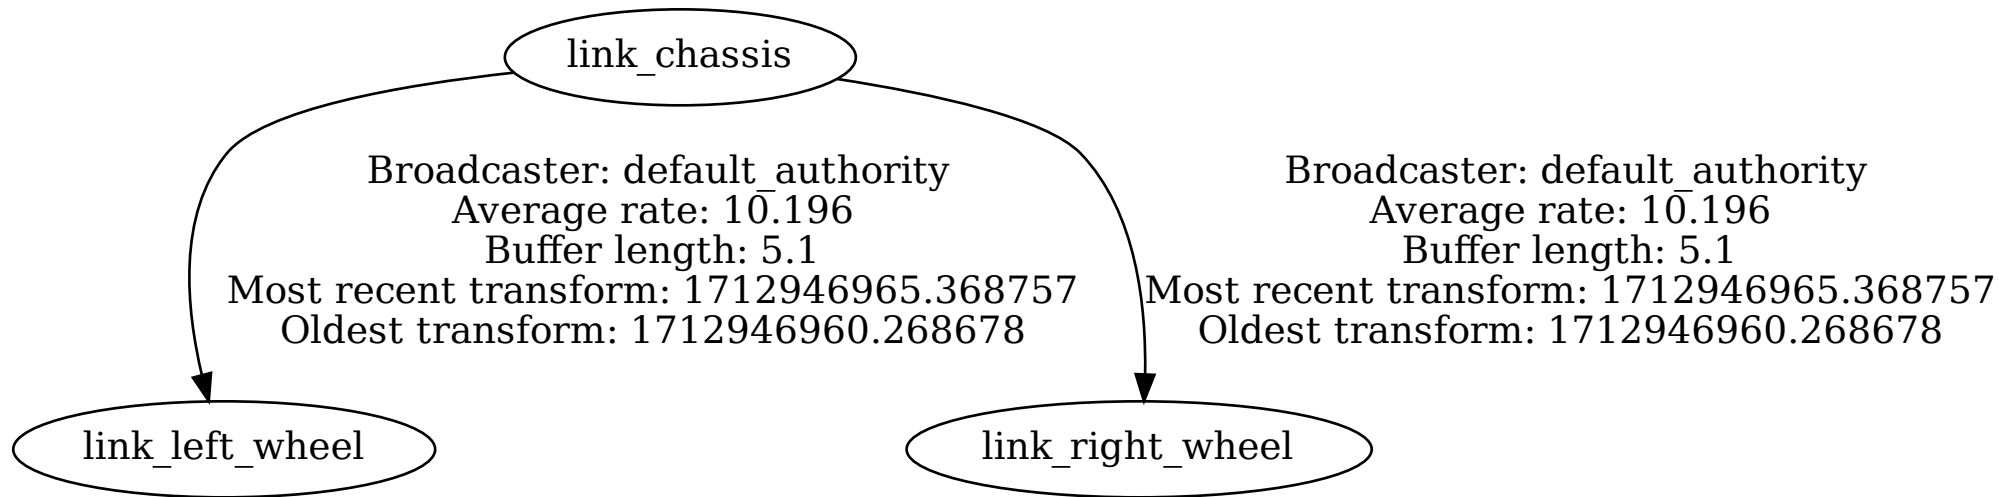 link_chassis
Broadcaster: default_authority
Average rate: 10.196
Buffer length: 5.1
Most recent transform: 1712946965.368757
Oldest transform: 1712946960.268678
Broadcaster: default_authority
Average rate: 10.196
Buffer length: 5.1
Most recent transform: 1712946965.368757
Oldest transform: 1712946960.268678
link_left_wheel
link_right_wheel